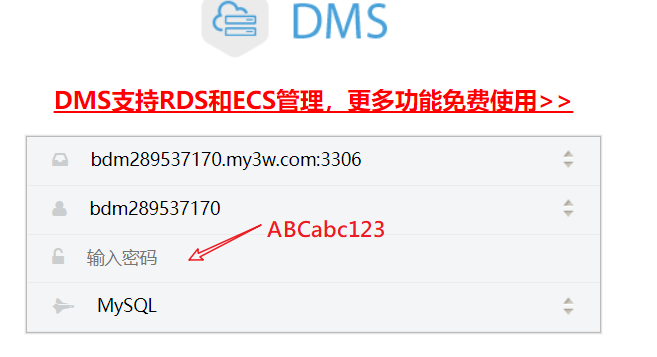 DMS
DMS支持RDS和ECS管理，更多功能免费使用>>
bdm289537170.my3w.com:3306
bdm289537170
ABCabc123
输入密码
MySQL